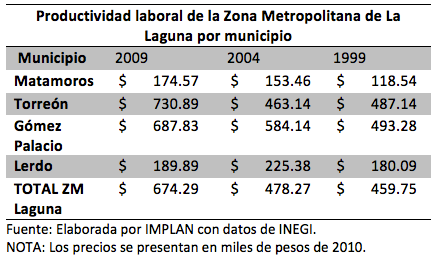 Productividad laboral de la Zona Metropolitana de La
Laguna por municipio
Municipio 2009 2004 1999
Matamoros $ 174.57 $ 153.46 $ 118.54
Torreón $ 730.89 $ 463.14 $ 487.14
Gómez $ 687.83 $ 584.14 $ 493.28
Palacio
Lerdo $ 189.89 $ 225.38 $ 180.09
TOTAL ZM $ 674.29 $ 478.27 $ 459.75
Laguna
Fuente: Elaborada por IMPLAN con datos de INEGI.
NOTA: Los precios se presentan en miles de pesos de 2010.